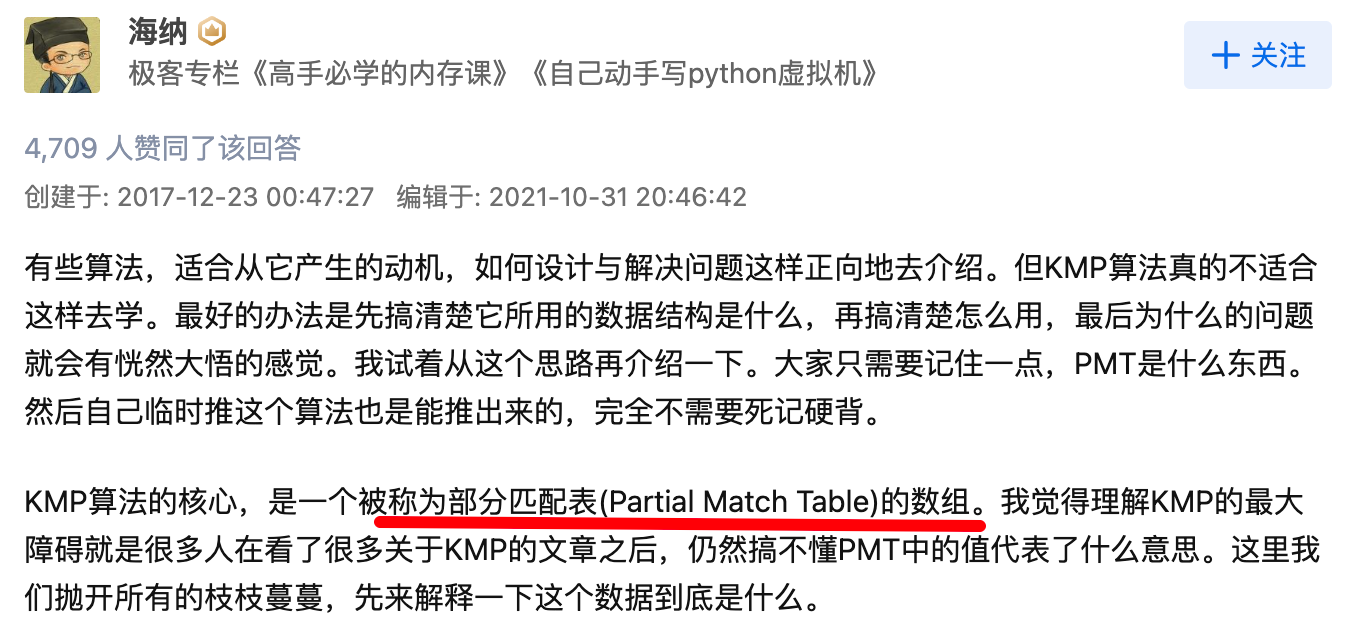 海纳
极客专栏《高手必学的内存课》《自己动手写python虚拟机》
+ 关注
4,709 人赞同了该回答
创建于: 2017-12-23 00:47:27 编辑于: 2021-10-31 20:46:42
有些算法，适合从它产生的动机，如何设计与解决问题这样正向地去介绍。但KMP算法真的不适合
这样去学。最好的办法是先搞清楚它所用的数据结构是什么，再搞清楚怎么用，最后为什么的问题
就会有恍然大悟的感觉。我试着从这个思路再介绍一下。大家只需要记住一点，PMT是什么东西。
然后自己临时推这个算法也是能推出来的，完全不需要死记硬背。
KMP算法的核心，是一个被称为部分匹配表(Partial Match Table)的数组。我觉得理解KMP的最大
障碍就是很多人在看了很多关于KMP的文章之后，仍然搞不懂PMT中的值代表了什么意思。这里我
们抛开所有的枝枝蔓蔓，先来解释一下这个数据到底是什么。